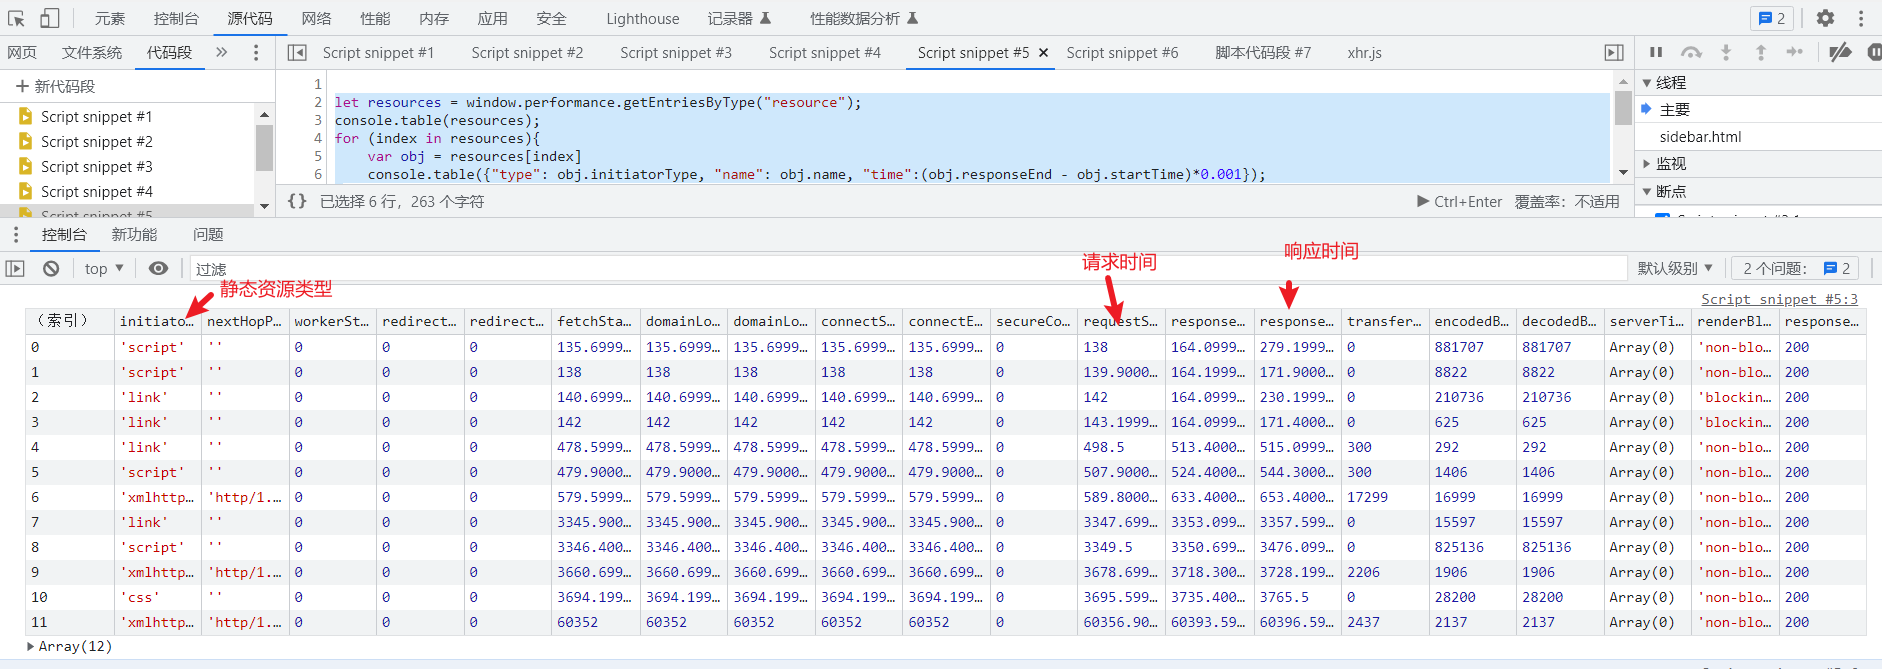 元素 控制台 源代码 网络 性能 内存 应用 安全 Lighthouse 记录器 性能数据分析 2
网页 文件系统 代码段 » Script snippet #1 Script snippet #2 Script snippet #3 Script snippet #4 Script snippet #5 × Script snippet #6 脚本代码段 #7 xhr.js
+ 新代码段
Script snippet #1
Script snippet #2
Script snippet #3
Script snippet #4
Script snippet #5
1
2 let resources = window.performance.getEntriesByType("resource");
3 console.table(resources);
4 for (index in resources){
5 var obj = resources[index]
6 console.table({"type": obj.initiatorType, "name": obj.name, "time":(obj.responseEnd - obj.startTime)*0.001});
{} 已选择 6 行，263 个字符 Ctrl+Enter 覆盖率：不适用
线程
主要
sidebar.html
监视
断点
控制台 新功能 问题
top 过滤 默认级别 2 个问题： 2
静态资源类型
请求时间
响应时间
Script snippet #5:3
（索引） initiato… nextHopP… workerSt… redirect… redirect… fetchSta… domainLo… domainLo… connectS… connectE… secureCo… requestS… response… response… transfer… encodedB… decodedB… serverTi… renderBl… response…
0 'script' '' 0 0 0 135.6999… 135.6999… 135.6999… 135.6999… 135.6999… 0 138 164.0999… 279.1999… 0 881707 881707 Array(0) 'non-blo… 200
1 'script' '' 0 0 0 138 138 138 138 138 0 139.9000… 164.1999… 171.9000… 0 8822 8822 Array(0) 'non-blo… 200
2 'link' '' 0 0 0 140.6999… 140.6999… 140.6999… 140.6999… 140.6999… 0 142 164.0999… 230.1999… 0 210736 210736 Array(0) 'blockin… 200
3 'link' '' 0 0 0 142 142 142 142 142 0 143.1999… 164.0999… 171.4000… 0 625 625 Array(0) 'blockin… 200
4 'link' '' 0 0 0 478.5999… 478.5999… 478.5999… 478.5999… 478.5999… 0 498.5 513.4000… 515.0999… 300 292 292 Array(0) 'non-blo… 200
5 'script' '' 0 0 0 479.9000… 479.9000… 479.9000… 479.9000… 479.9000… 0 507.9000… 524.4000… 544.3000… 300 1406 1406 Array(0) 'non-blo… 200
6 'xmlhttp… 'http/1.… 0 0 0 579.5999… 579.5999… 579.5999… 579.5999… 579.5999… 0 589.8000… 633.4000… 653.4000… 17299 16999 16999 Array(0) 'non-blo… 200
7 'link' '' 0 0 0 3345.900… 3345.900… 3345.900… 3345.900… 3345.900… 0 3347.699… 3353.099… 3357.599… 0 15597 15597 Array(0) 'non-blo… 200
8 'script' '' 0 0 0 3346.400… 3346.400… 3346.400… 3346.400… 3346.400… 0 3349.5 3350.699… 3476.099… 0 825136 825136 Array(0) 'non-blo… 200
9 'xmlhttp… 'http/1.… 0 0 0 3660.699… 3660.699… 3660.699… 3660.699… 3660.699… 0 3678.699… 3718.300… 3728.199… 2206 1906 1906 Array(0) 'non-blo… 200
10 'css' '' 0 0 0 3694.199… 3694.199… 3694.199… 3694.199… 3694.199… 0 3695.599… 3735.400… 3765.5 0 28200 28200 Array(0) 'non-blo… 200
11 'xmlhttp… 'http/1.… 0 0 0 60352 60352 60352 60352 60352 0 60356.90… 60393.59… 60396.59… 2437 2137 2137 Array(0) 'non-blo… 200
Array(12)